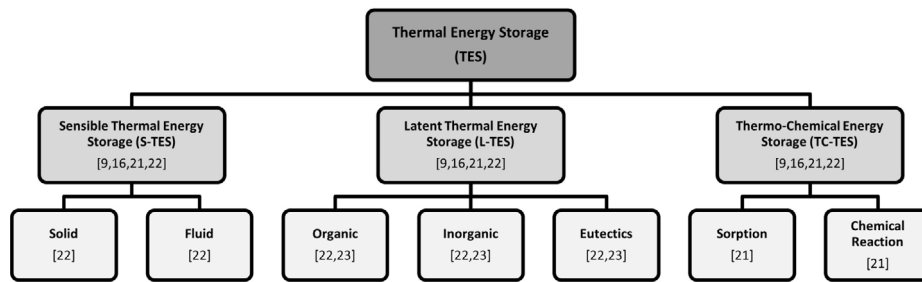 Thermal Energy Storage
(TES)
Sensible Thermal Energy
Storage (S-TES)
[9,16,21,22]
Latent Thermal Energy
Storage (L-TES)
[9,16,21,22]
Thermo-Chemical Energy
Storage (TC-TES)
[9,16,21,22]
Solid
[22]
Fluid
[22]
Organic
[22,23]
Inorganic
[22,23]
Eutectics
[22,23]
Sorption
[21]
Chemical
Reaction
[21]